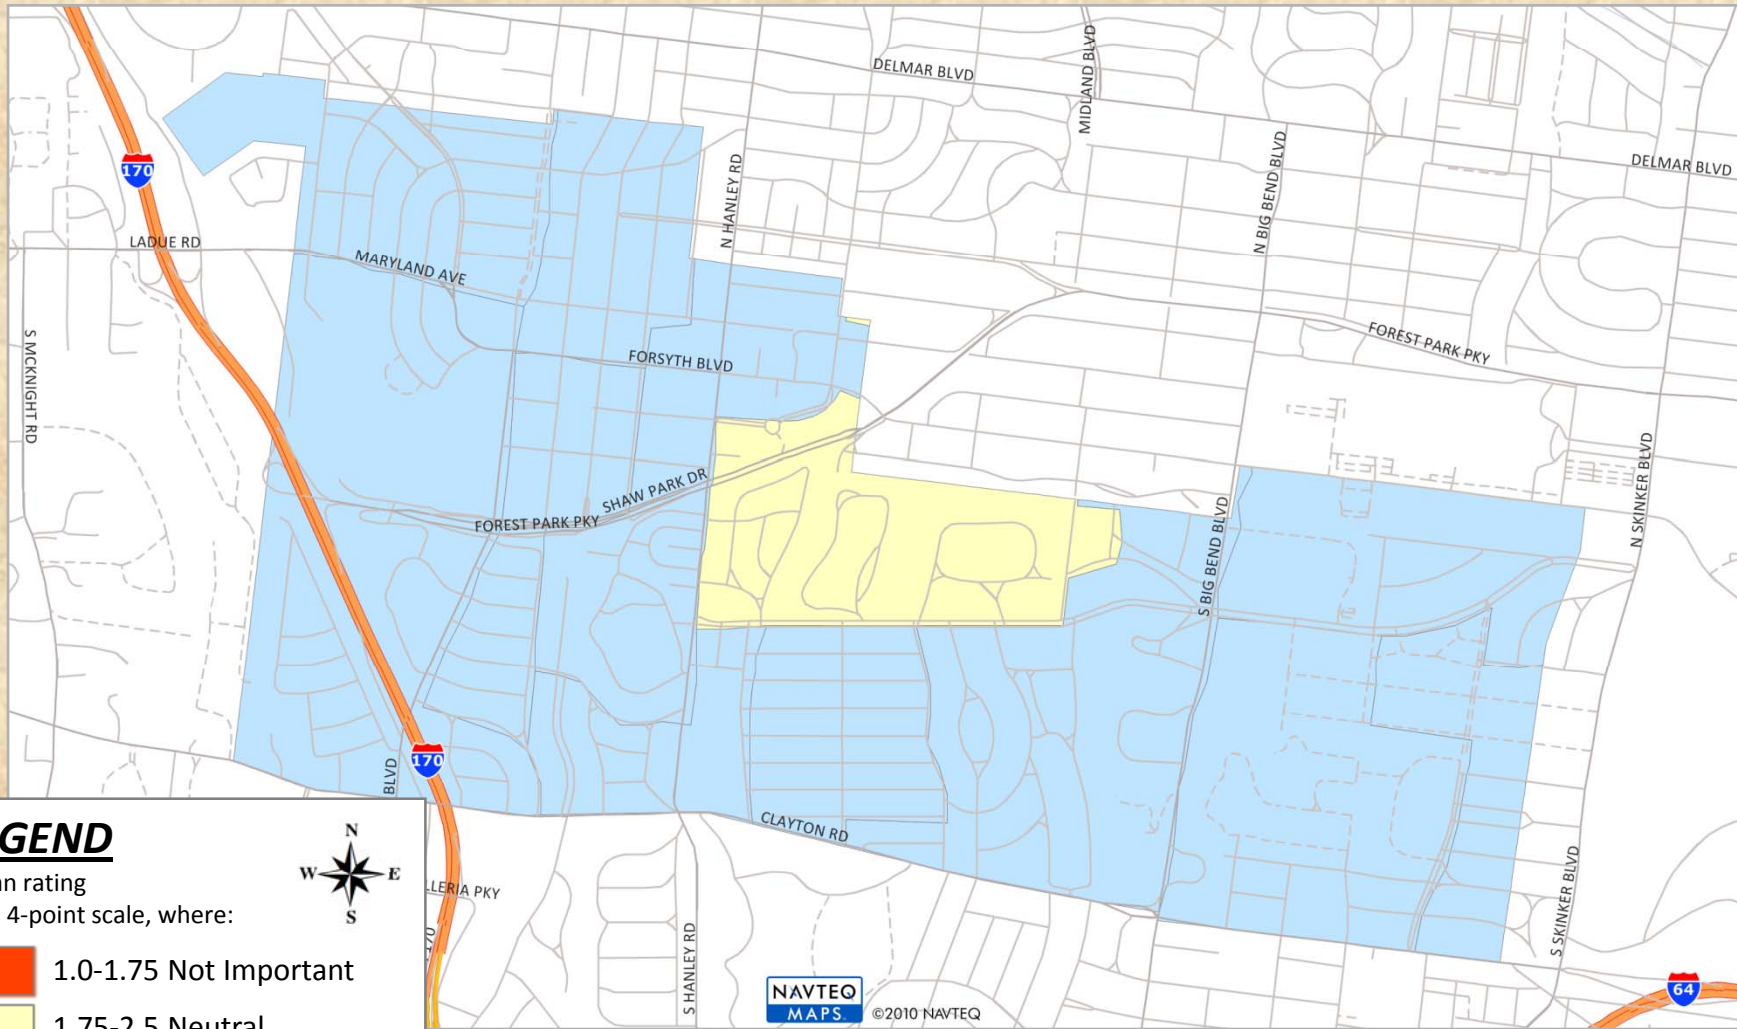 DELMAR BLVD
MIDLAND BLVD
DELMAR BLVD
170
N HANLEY RD
N BIG BEND BLVD
LADUE RD
MARYLAND AVE
FOREST PARK PKY
S MCKNIGHT RD
FORSYTH BLVD
N SKINKER BLVD
SHAW PARK DR
FOREST PARK PKY
S BIG BEND BLVD
170
BLVD
CLAYTON RD
GEND
N
W
E
S
an rating
4-point scale, where:
LLERIA PKY
1.0-1.75 Not Important
1.75-2.5 Neutral
S HANLEY RD
S SKINKER BLVD
NAVTEQ
MAPS
©2010 NAVTEQ
64